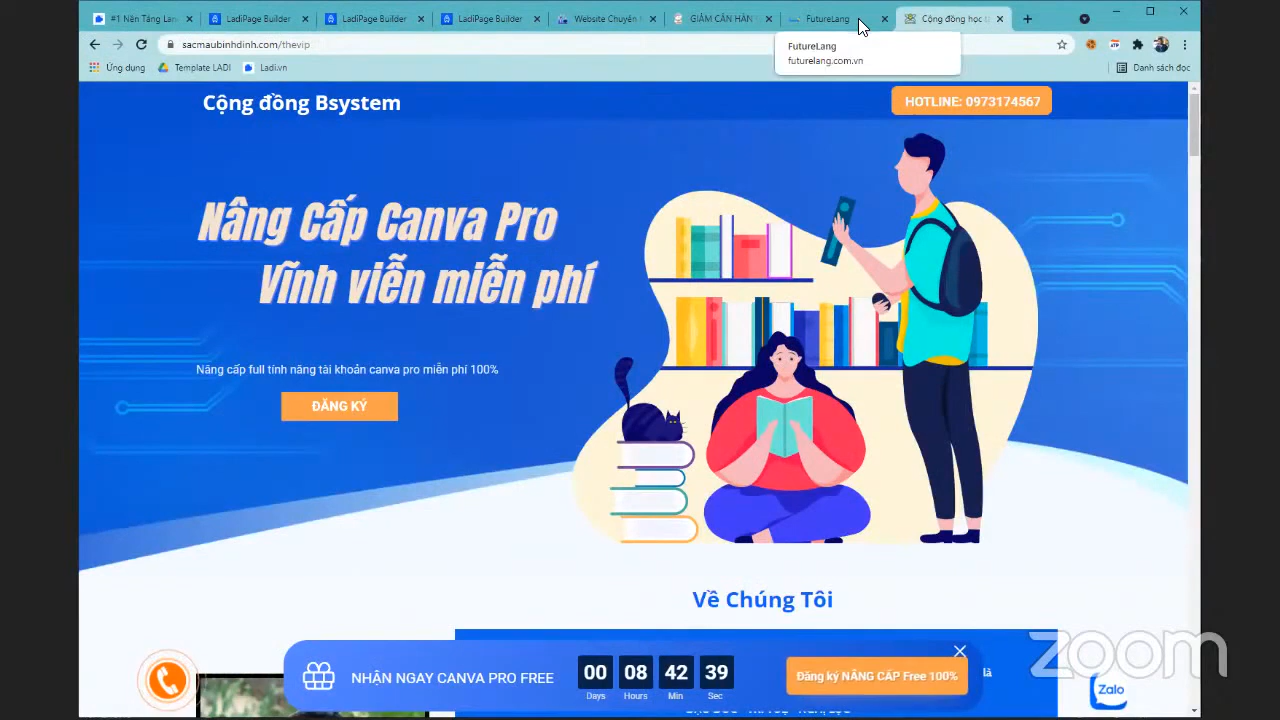 #1 Nền Tảng Lan
LadiPage Builder
LadiPage Builder
LadiPage Builder
Website Chuyên
GIẢM CÂN HÀN
FutureLang
Cộng đồng học
sacmaubinhdinh.com/thevip
FutureLang
futurelang.com.vn
Ứng dụng
Template LADI
Ladi.vn
Danh sách đọc
Cộng đồng Bsystem
HOTLINE: 0973174567
Nâng Cấp Canva Pro
Vĩnh viễn miễn phí
Nâng cấp full tính năng tài khoản canva pro miễn phí 100%
ĐĂNG KÝ
Về Chúng Tôi
là
NHẬN NGAY CANVA PRO FREE
00 08 42 39
Days Hours Min Sec
Đăng ký NÂNG CẤP Free 100%
zoom
Zalo